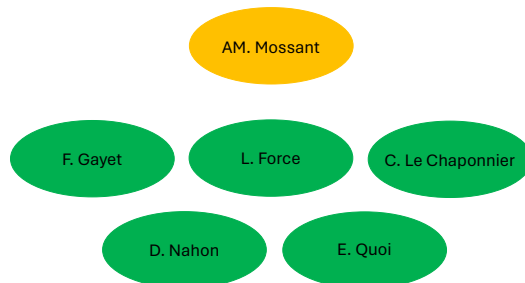 AM. Mossant
F. Gayet
L. Force
C. Le Chaponnier
D. Nahon
E. Quoi